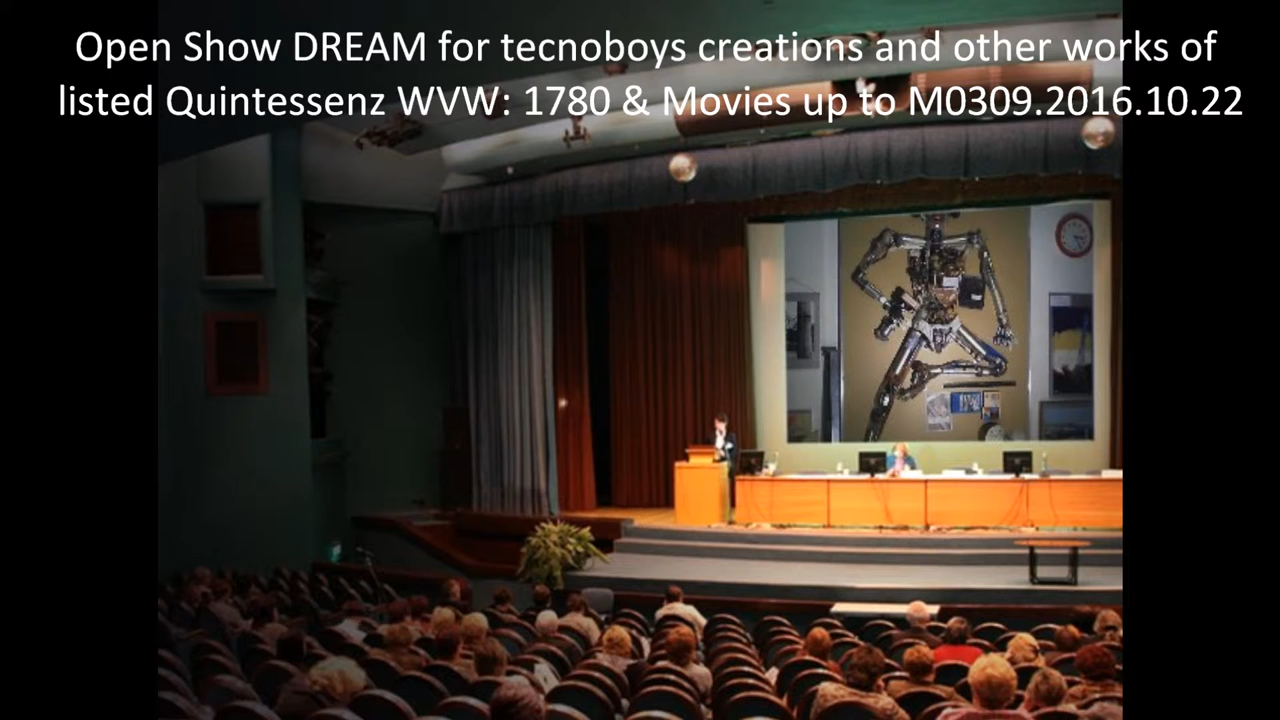 Open Show DREAM for tecnoboys creations and other works of
listed Quintessenz WVW: 1780 & Movies up to M0309.2016.10.22